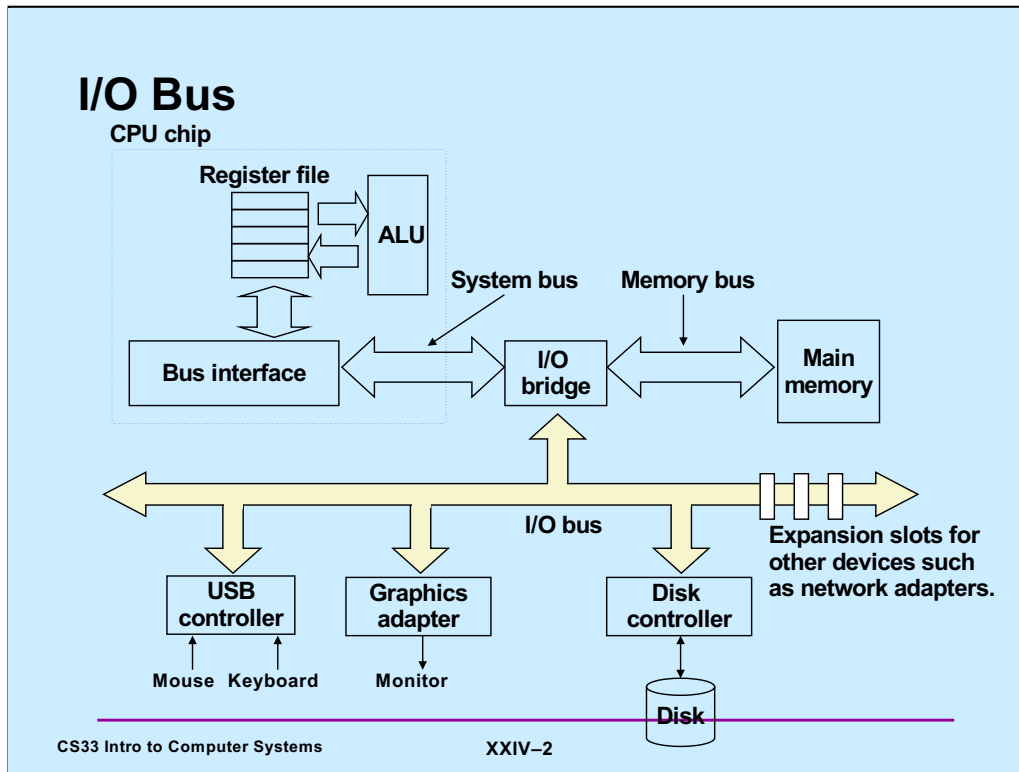 I/O Bus
CPU chip
Register file
ALU
System bus
Memory bus
Bus interface
I/O
bridge
Main
memory
I/O bus
Expansion slots for
other devices such
as network adapters.
USB
controller
Graphics
adapter
Disk
controller
Mouse
Keyboard
Monitor
Disk
CS33 Intro to Computer Systems
XXIV–2